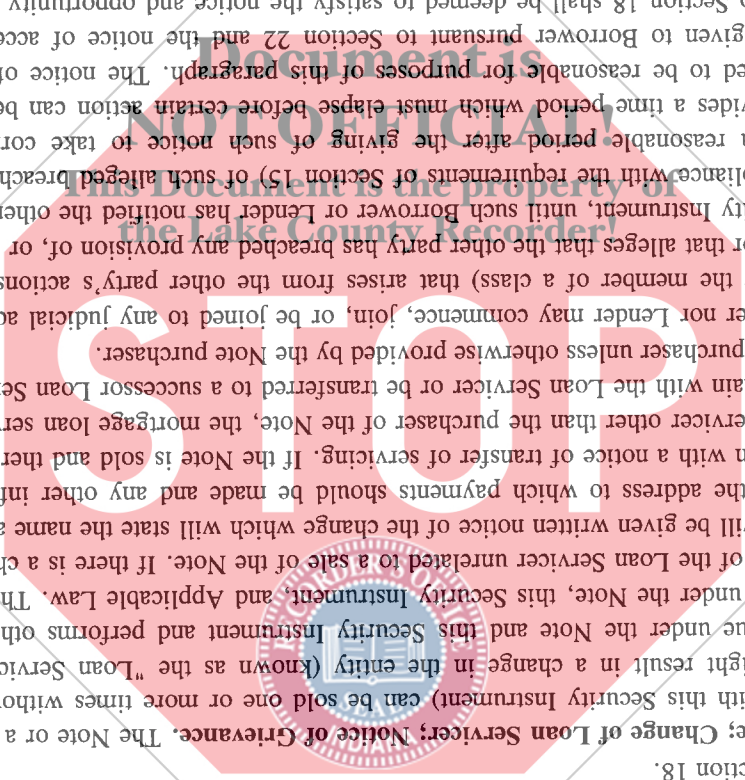 Document is
NOT OFFICIAL!
This Document is the property of
the Lake County Recorder!
STOP
RECORDER'S OFFICE
SEAL
INDIANA
ction 18.
e; Change of Loan Servicer; Notice of Grievance. The Note or a
ith this Security Instrument) can be sold one or more times withou
ight result in a change in the entity (known as the "Loan Servic
ue under the Note and this Security Instrument and performs oth
under the Note, this Security Instrument, and Applicable Law. Th
of the Loan Servicer unrelated to a sale of the Note. If there is a ch
ill be given written notice of the change which will state the name a
the address to which payments should be made and any other inf
n with a notice of transfer of servicing. If the Note is sold and ther
ervicer other than the purchaser of the Note, the mortgage loan serv
ain with the Loan Servicer or be transferred to a successor Loan Se
purchaser unless otherwise provided by the Note purchaser.
er nor Lender may commence, join, or be joined to any judicial ac
the member of a class) that arises from the other party's actions
or that alleges that the other party has breached any provision of, or
ty Instrument, until such Borrower or Lender has notified the other
pliance with the requirements of Section 15) of such alleged breach
a reasonable period after the giving of such notice to take corr
vides a time period which must elapse before certain action can be
ed to be reasonable for purposes of this paragraph. The notice of
given to Borrower pursuant to Section 22 and the notice of acce
o Section 18 shall be deemed to satisfy the notice and opportunity